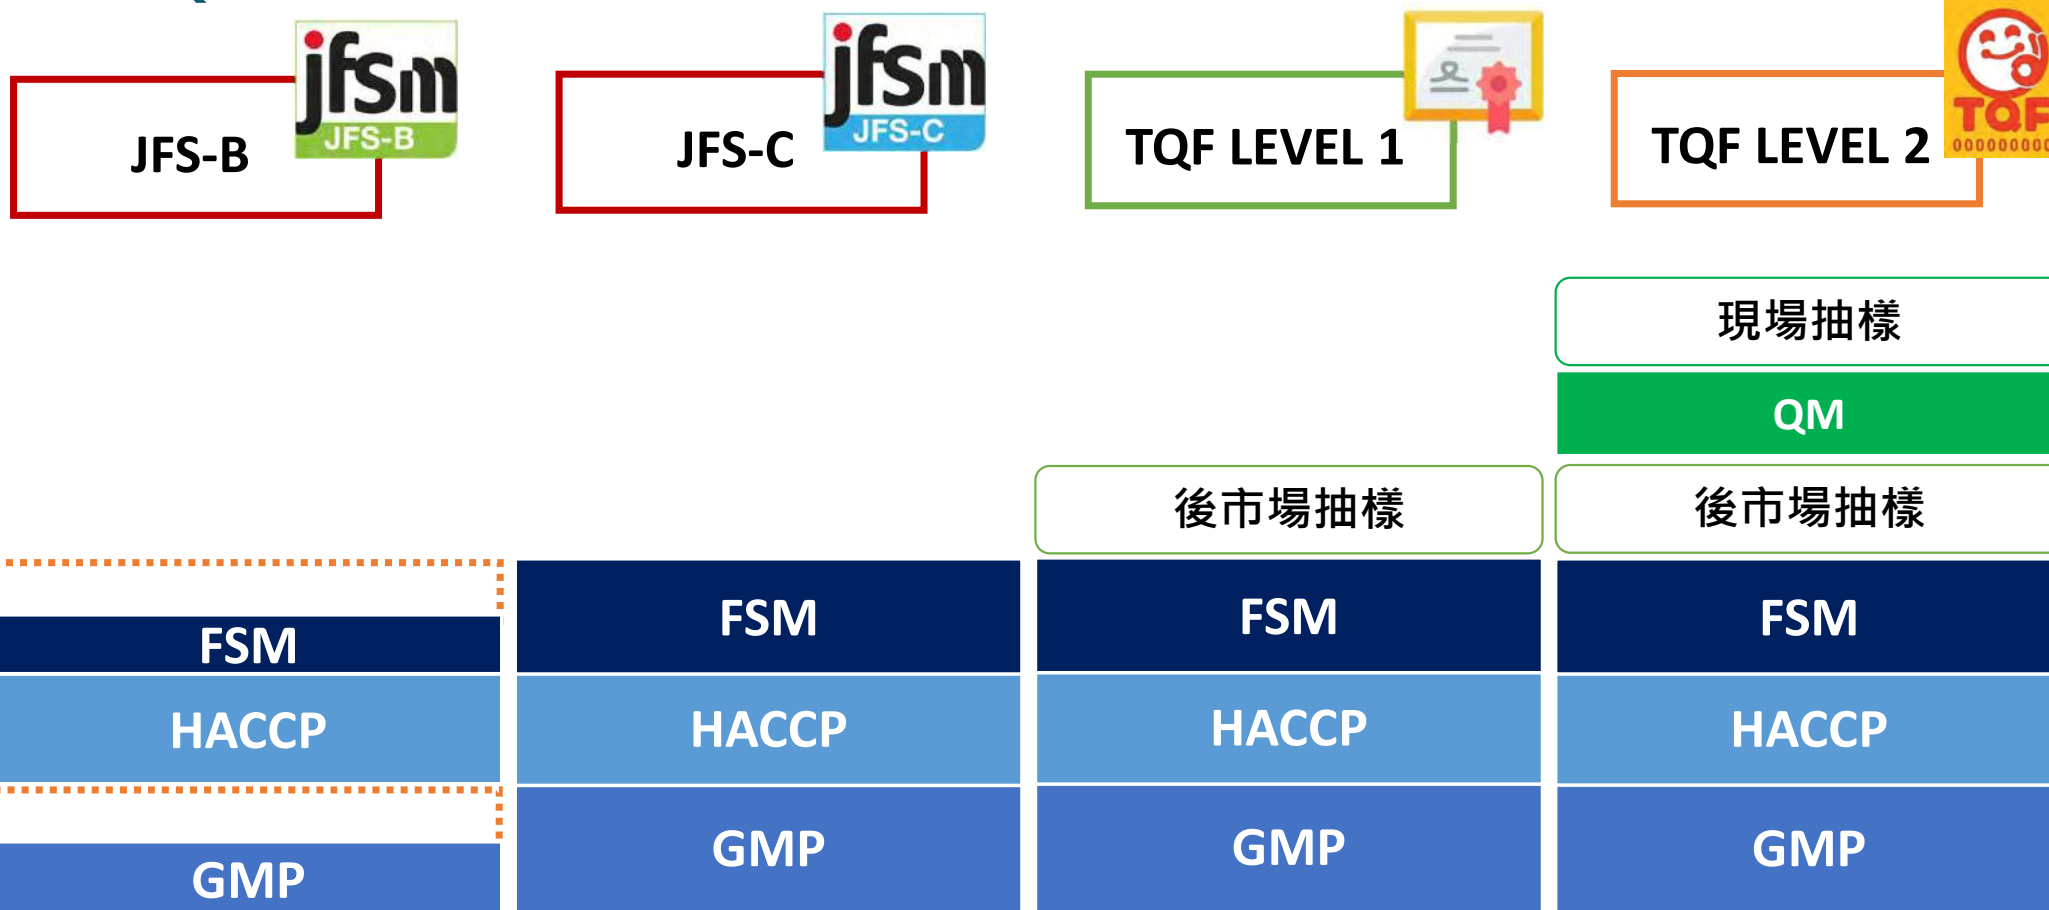 jfsm
JFS-B
JFS-B
jfsm
JFS-C
JFS-C
TQF LEVEL 1
TQF LEVEL 2
TQF
現場抽樣
QM
後市場抽樣
後市場抽樣
FSM
FSM
FSM
FSM
HACCP
HACCP
HACCP
HACCP
GMP
GMP
GMP
GMP